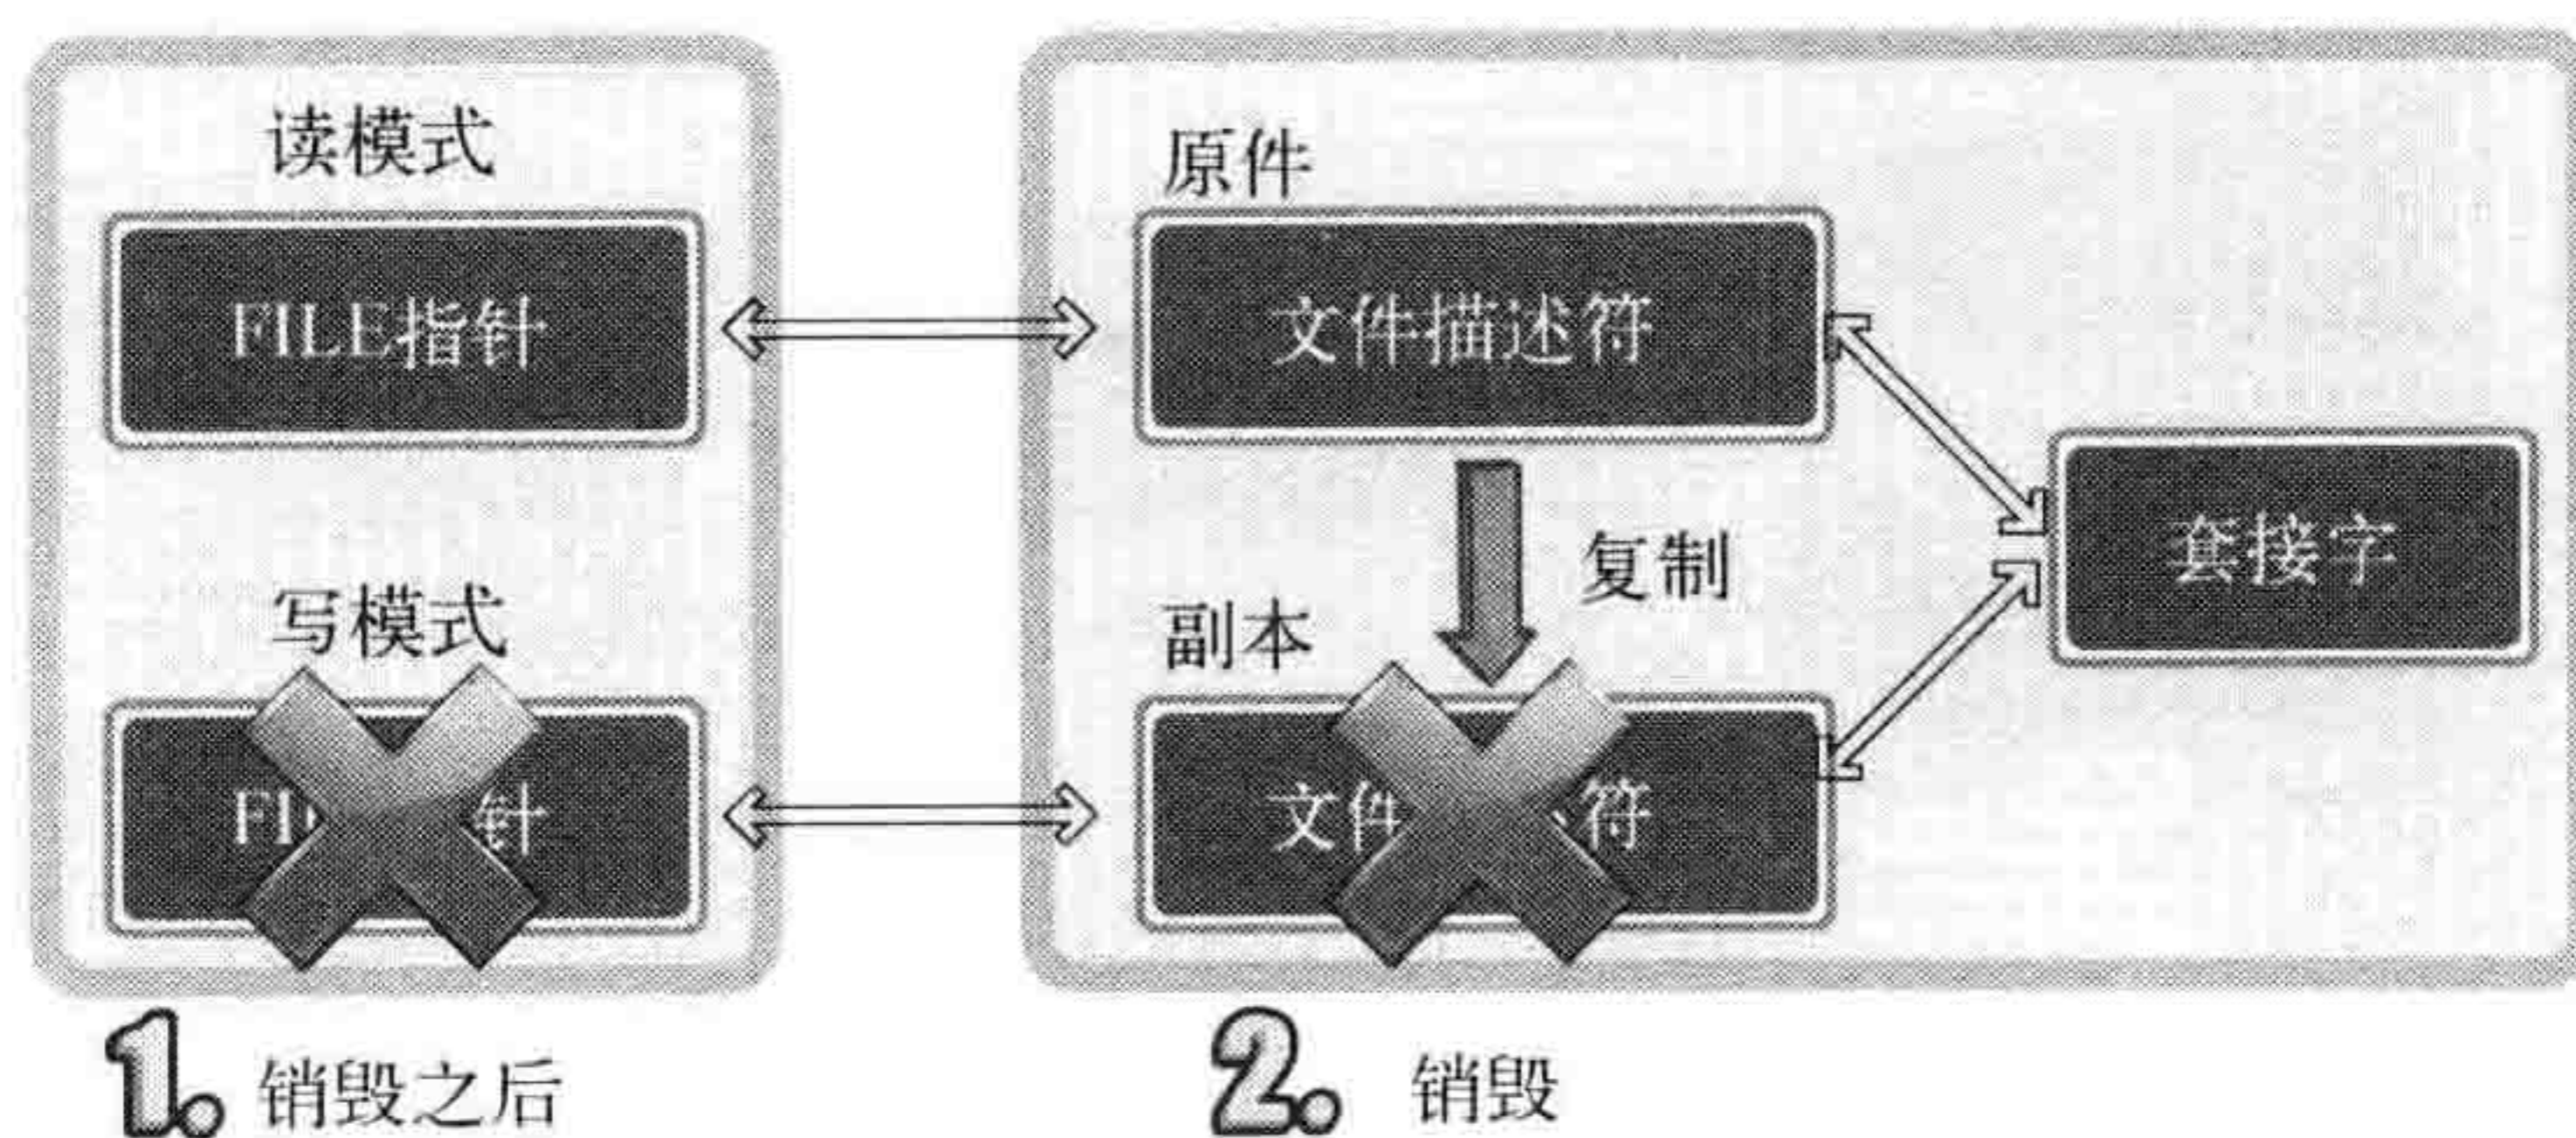 读模式
FILE指针
写模式
FI 针
原件
文件描述符
复制
副本
文件 符
套接字
1. 销毁之后
2. 销毁